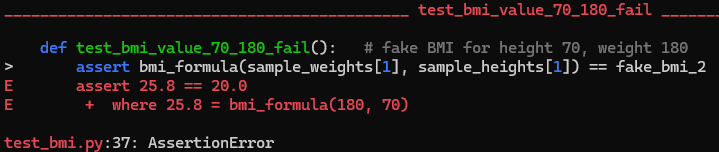 _____________________________________________ test_bmi_value_70_180_fail ______
def test_bmi_value_70_180_fail():   # fake BMI for height 70, weight 180
>       assert bmi_formula(sample_weights[1], sample_heights[1]) == fake_bmi_2
E       assert 25.8 == 20.0
E        +  where 25.8 = bmi_formula(180, 70)
test_bmi.py:37: AssertionError